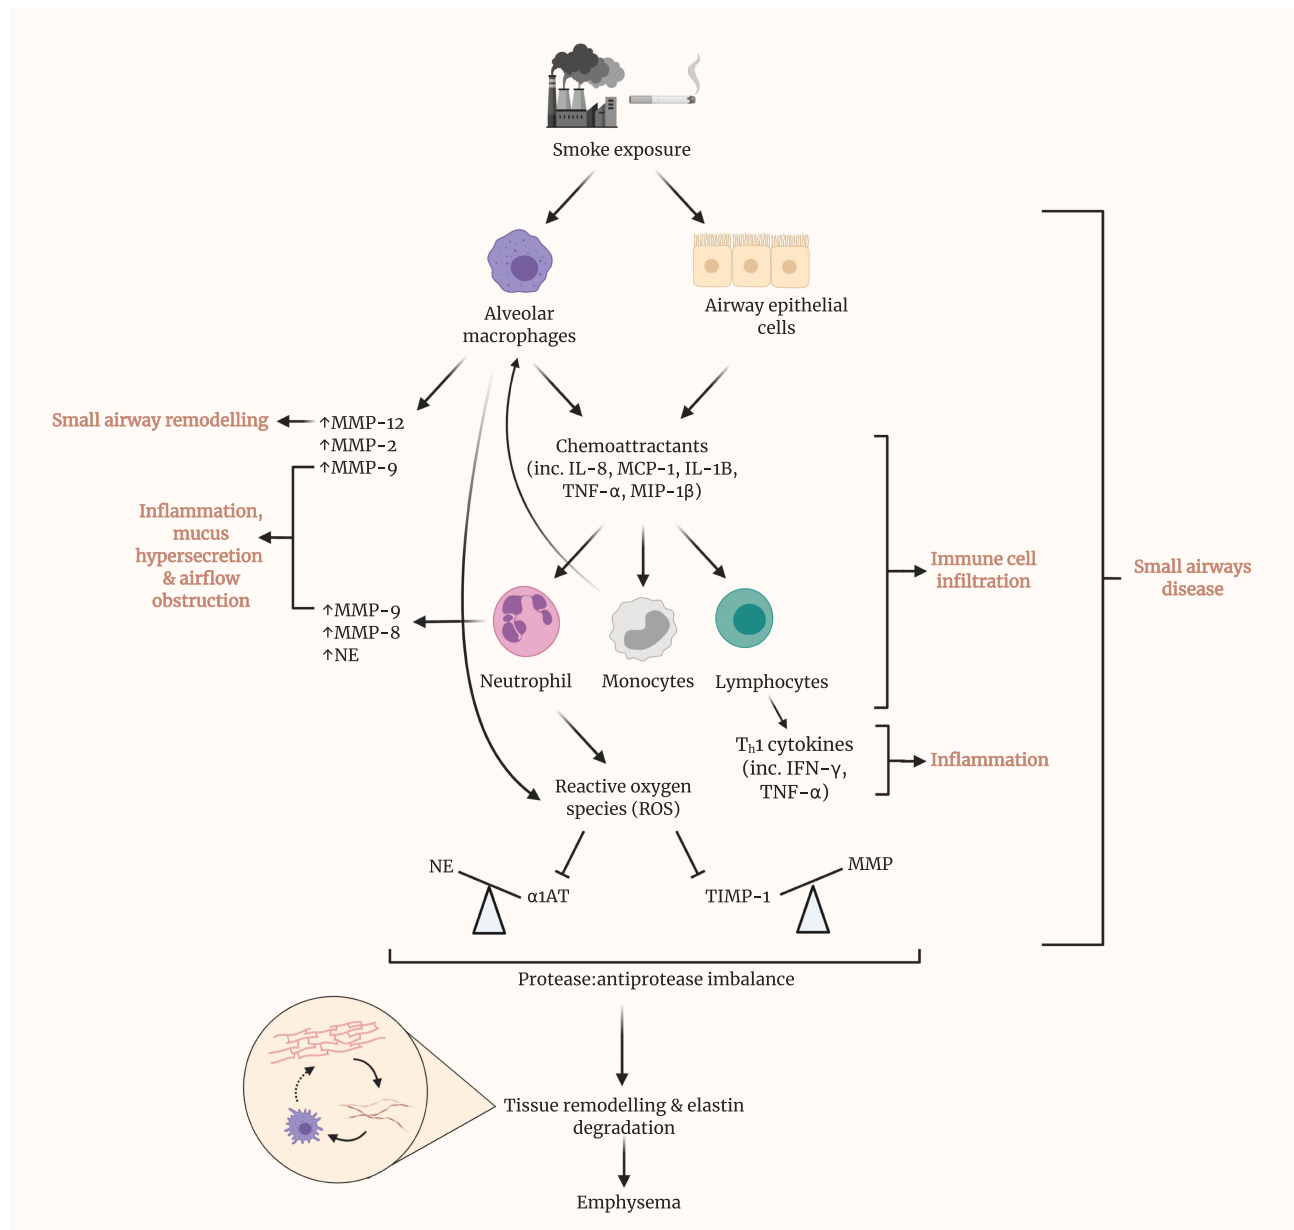 Smoke exposure
Alveolar
macrophages
Airway epithelial
cells
Small airway remodelling
↑MMP-12
↑MMP-2
↑MMP-9
Chemoattractants
(inc. IL-8, MCP-1, IL-1B,
TNF-α, MIP-1β)
Inflammation,
mucus
hypersecretion
& airflow
obstruction
Immune cell
infiltration
Small airways
disease
↑MMP-9
↑MMP-8
↑NE
Neutrophil
Monocytes
Lymphocytes
Tₕ1 cytokines
(inc. IFN-γ,
TNF-α)
Inflammation
Reactive oxygen
species (ROS)
NE
α1AT
TIMP-1
MMP
Protease:antiprotease imbalance
Tissue remodelling & elastin
degradation
Emphysema